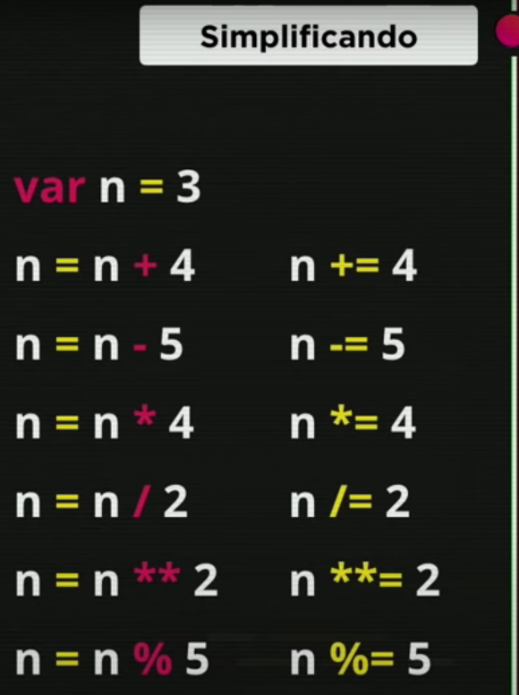 Simplificando
var n = 3
n = n + 4 n += 4
n = n - 5 n -= 5
n = n * 4 n *= 4
n = n / 2 n /= 2
n = n ** 2 n **= 2
n = n % 5 n %= 5